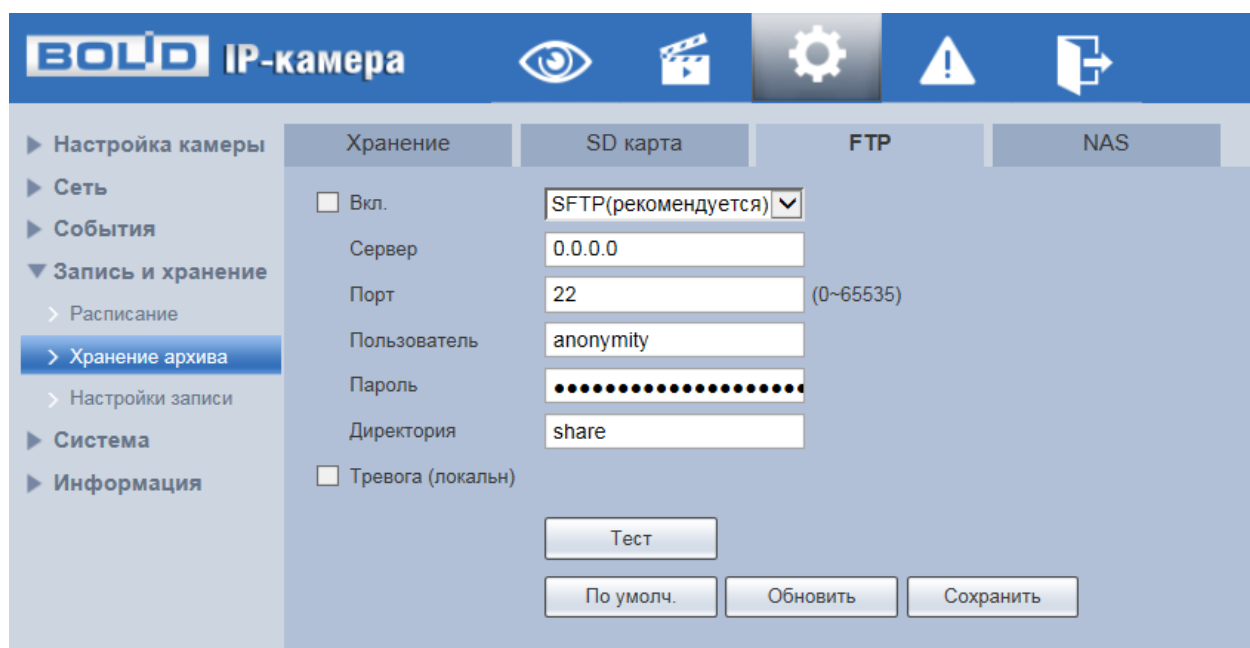 BOLID IP-камера
Настройка камеры
Сеть
События
Запись и хранение
Расписание
Хранение архива
Настройки записи
Система
Информация
Хранение SD карта FTP NAS
Вкл. SFTP(рекомендуется)
Сервер 0.0.0.0
Порт 22 (0~65535)
Пользователь anonymity
Пароль ●●●●●●●●●●●●●●●●●●●●●
Директория share
Тревога (локальн)
Тест
По умолч. Обновить Сохранить